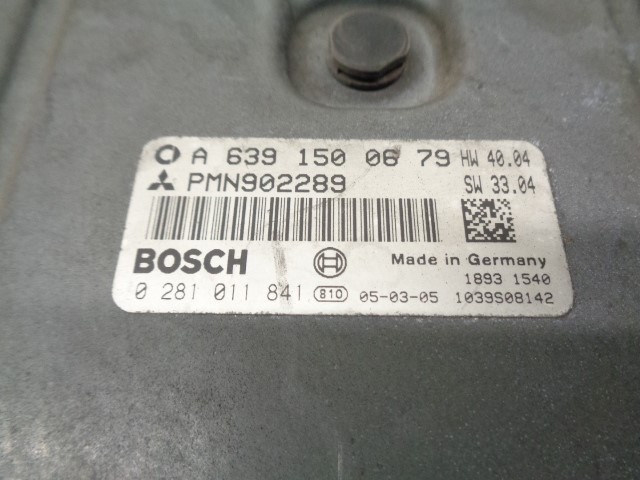 A 639 150 06 79 HW 40.04
PMN902289 SW 33.04
BOSCH Made in Germany
1893 1540
0 281 011 841 810 05-03-05 1039S08142